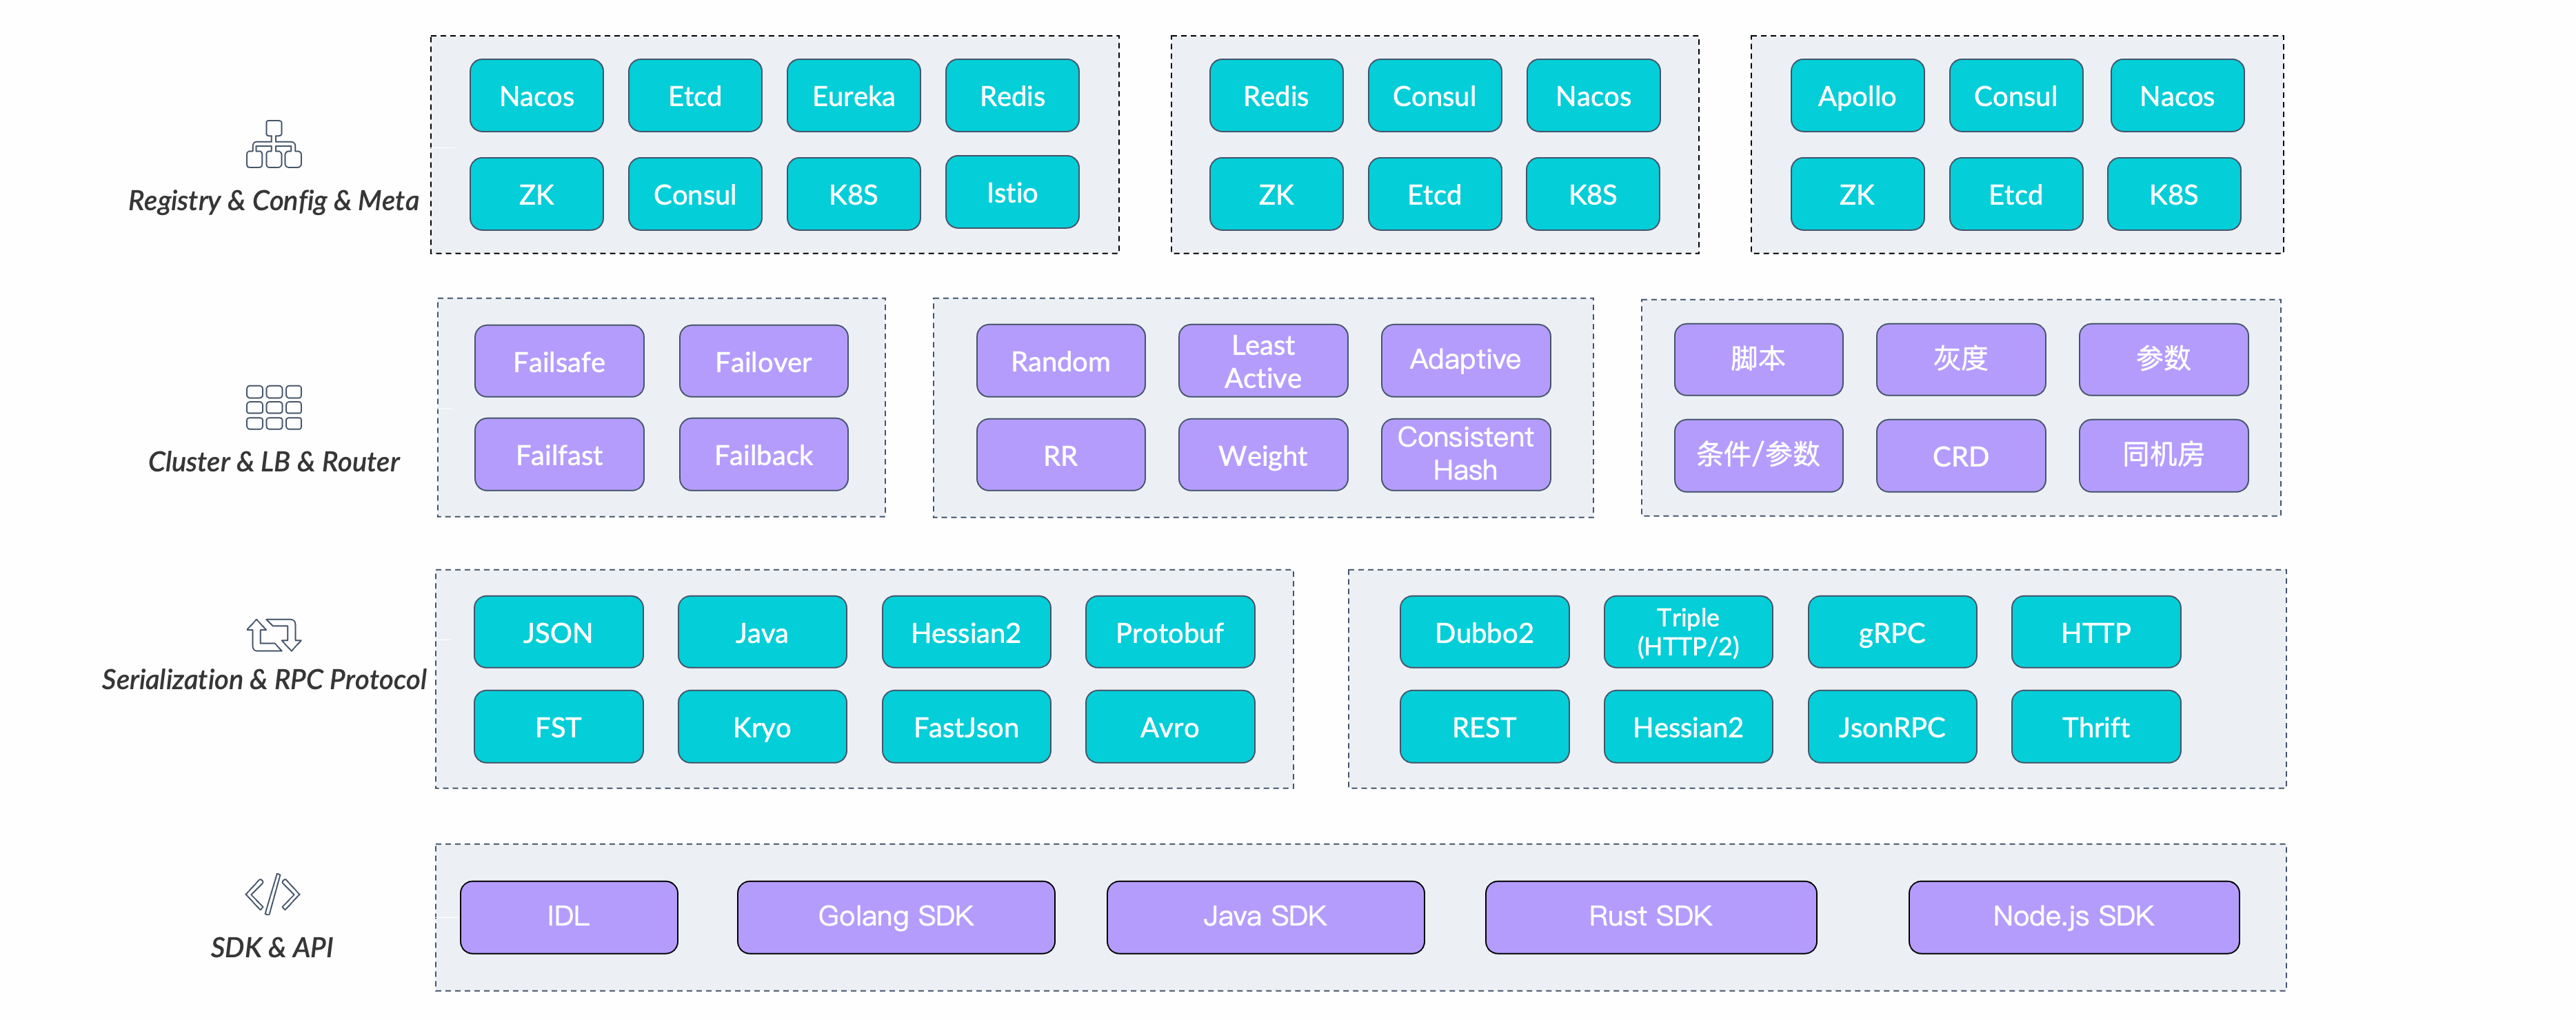 Registry & Config & Meta
Nacos
Etcd
Eureka
Redis
ZK
Consul
K8S
Istio
Redis
Consul
Nacos
ZK
Etcd
K8S
Apollo
Consul
Nacos
ZK
Etcd
K8S
Cluster & LB & Router
Failsafe
Failover
Failfast
Failback
Random
Least
Active
Adaptive
RR
Weight
Consistent
Hash
脚本
灰度
参数
条件/参数
CRD
同机房
Serialization & RPC Protocol
JSON
Java
Hessian2
Protobuf
FST
Kryo
FastJson
Avro
Dubbo2
Triple
(HTTP/2)
gRPC
HTTP
REST
Hessian2
JsonRPC
Thrift
SDK & API
IDL
Golang SDK
Java SDK
Rust SDK
Node.js SDK